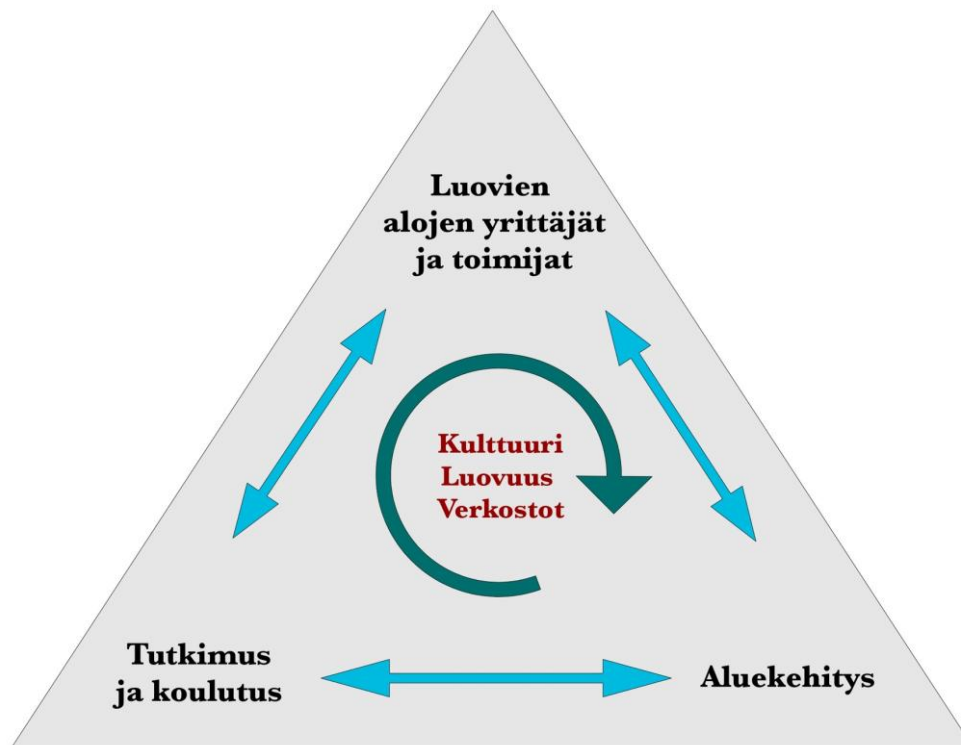 Luovien
alojen yrittäjät
ja toimijat
Kulttuuri
Luovuus
Verkostot
Tutkimus
ja koulutus
Aluekehitys